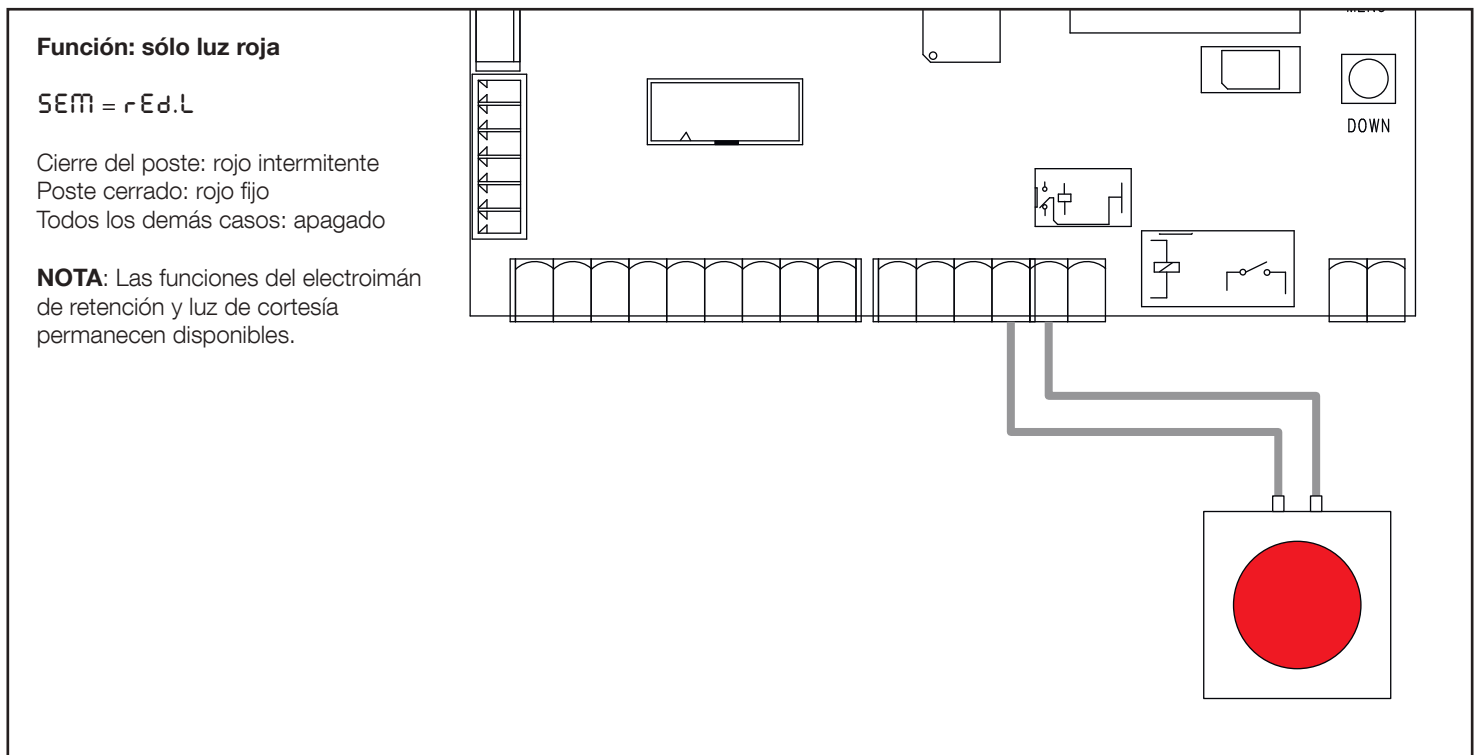 Función: sólo luz roja
SEM = rEd.L
Cierre del poste: rojo intermitente
Poste cerrado: rojo fijo
Todos los demás casos: apagado
NOTA: Las funciones del electroimán
de retención y luz de cortesía
permanecen disponibles.
DOWN